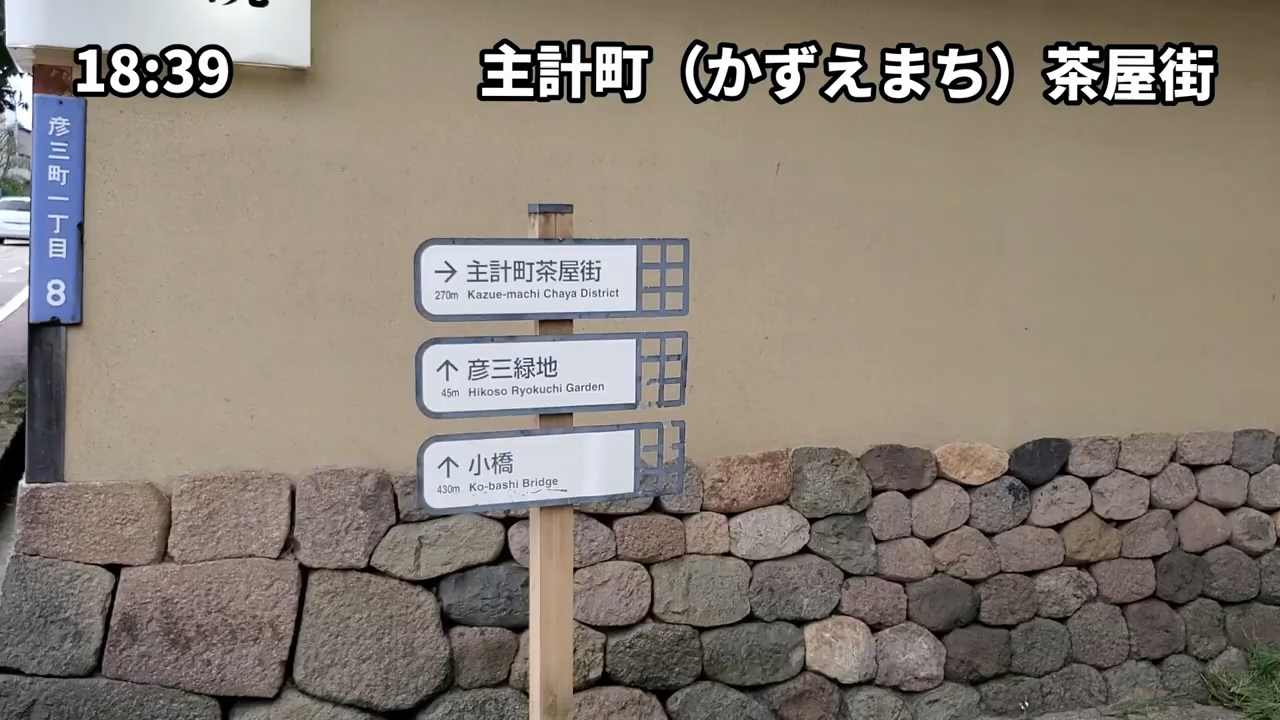 18:39
主計町（かずえまち）茶屋街
彦三町一丁目 8
→ 主計町茶屋街
270m Kazue-machi Chaya District
↑ 彦三緑地
45m Hikoso Ryokuchi Garden
↑ 小橋
430m Ko-bashi Bridge